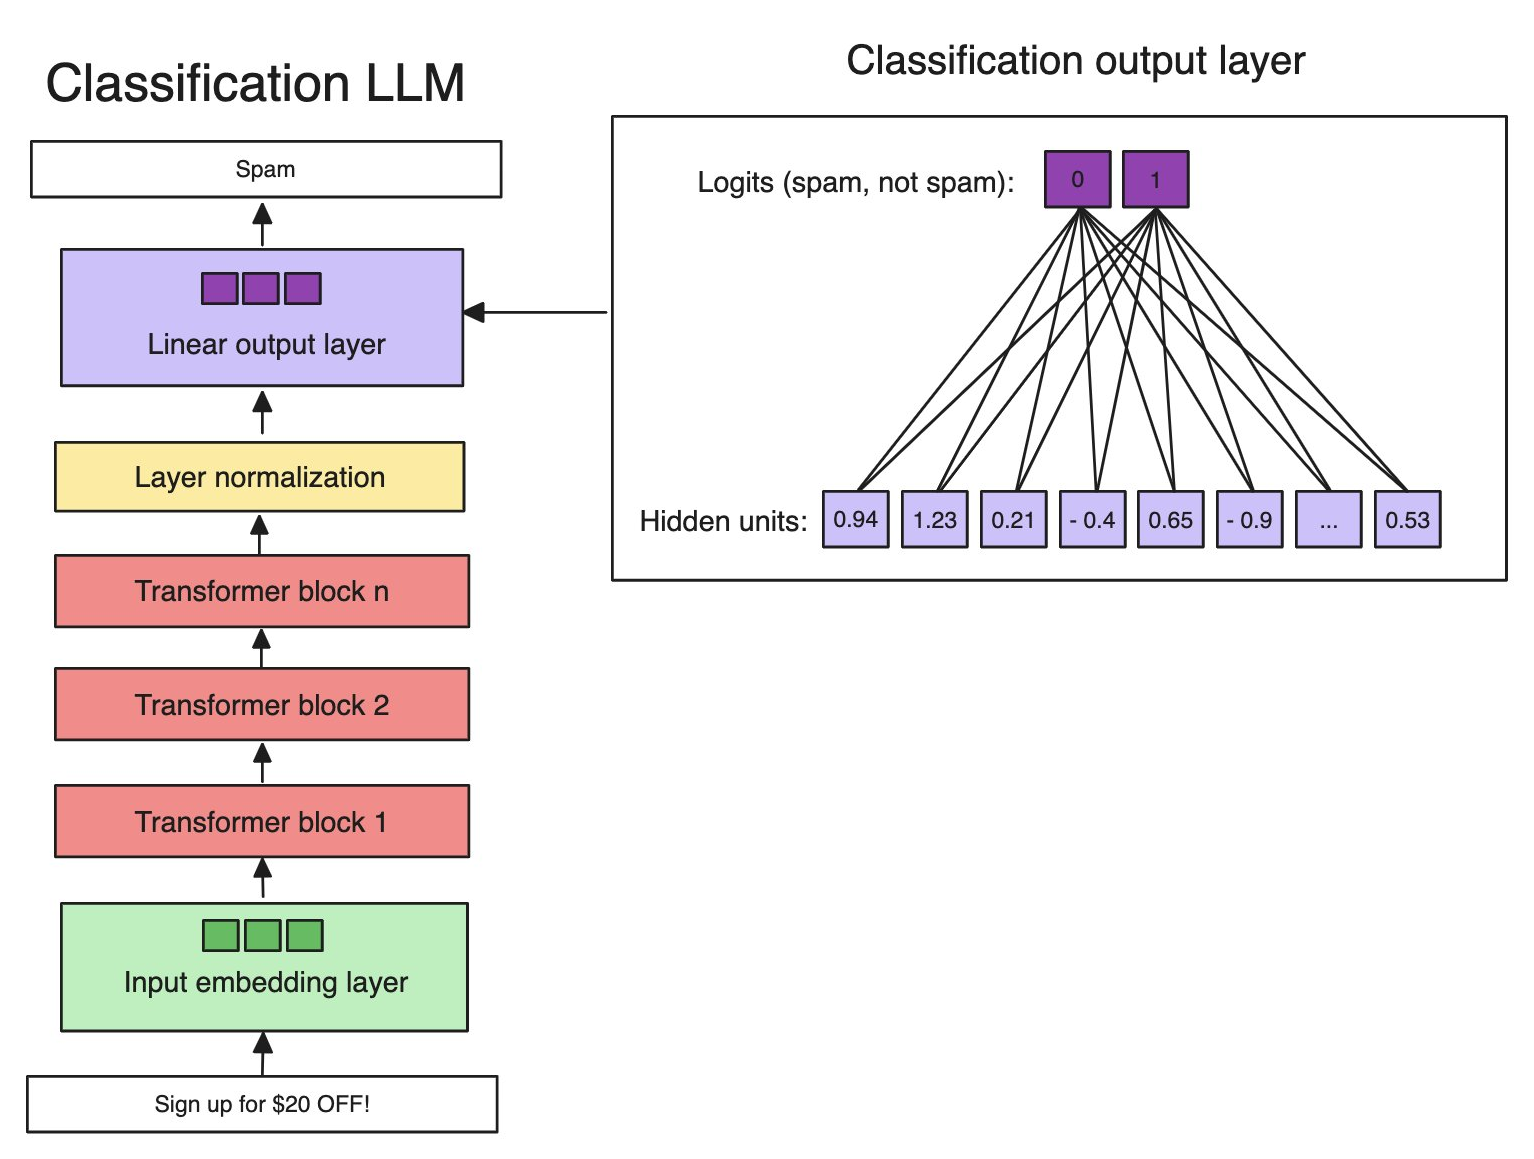 Classification LLM
Spam
Linear output layer
Layer normalization
Transformer block n
Transformer block 2
Transformer block 1
Input embedding layer
Sign up for $20 OFF!
Classification output layer
Logits (spam, not spam): 0 1
Hidden units: 0.94 1.23 0.21 - 0.4 0.65 - 0.9 ... 0.53